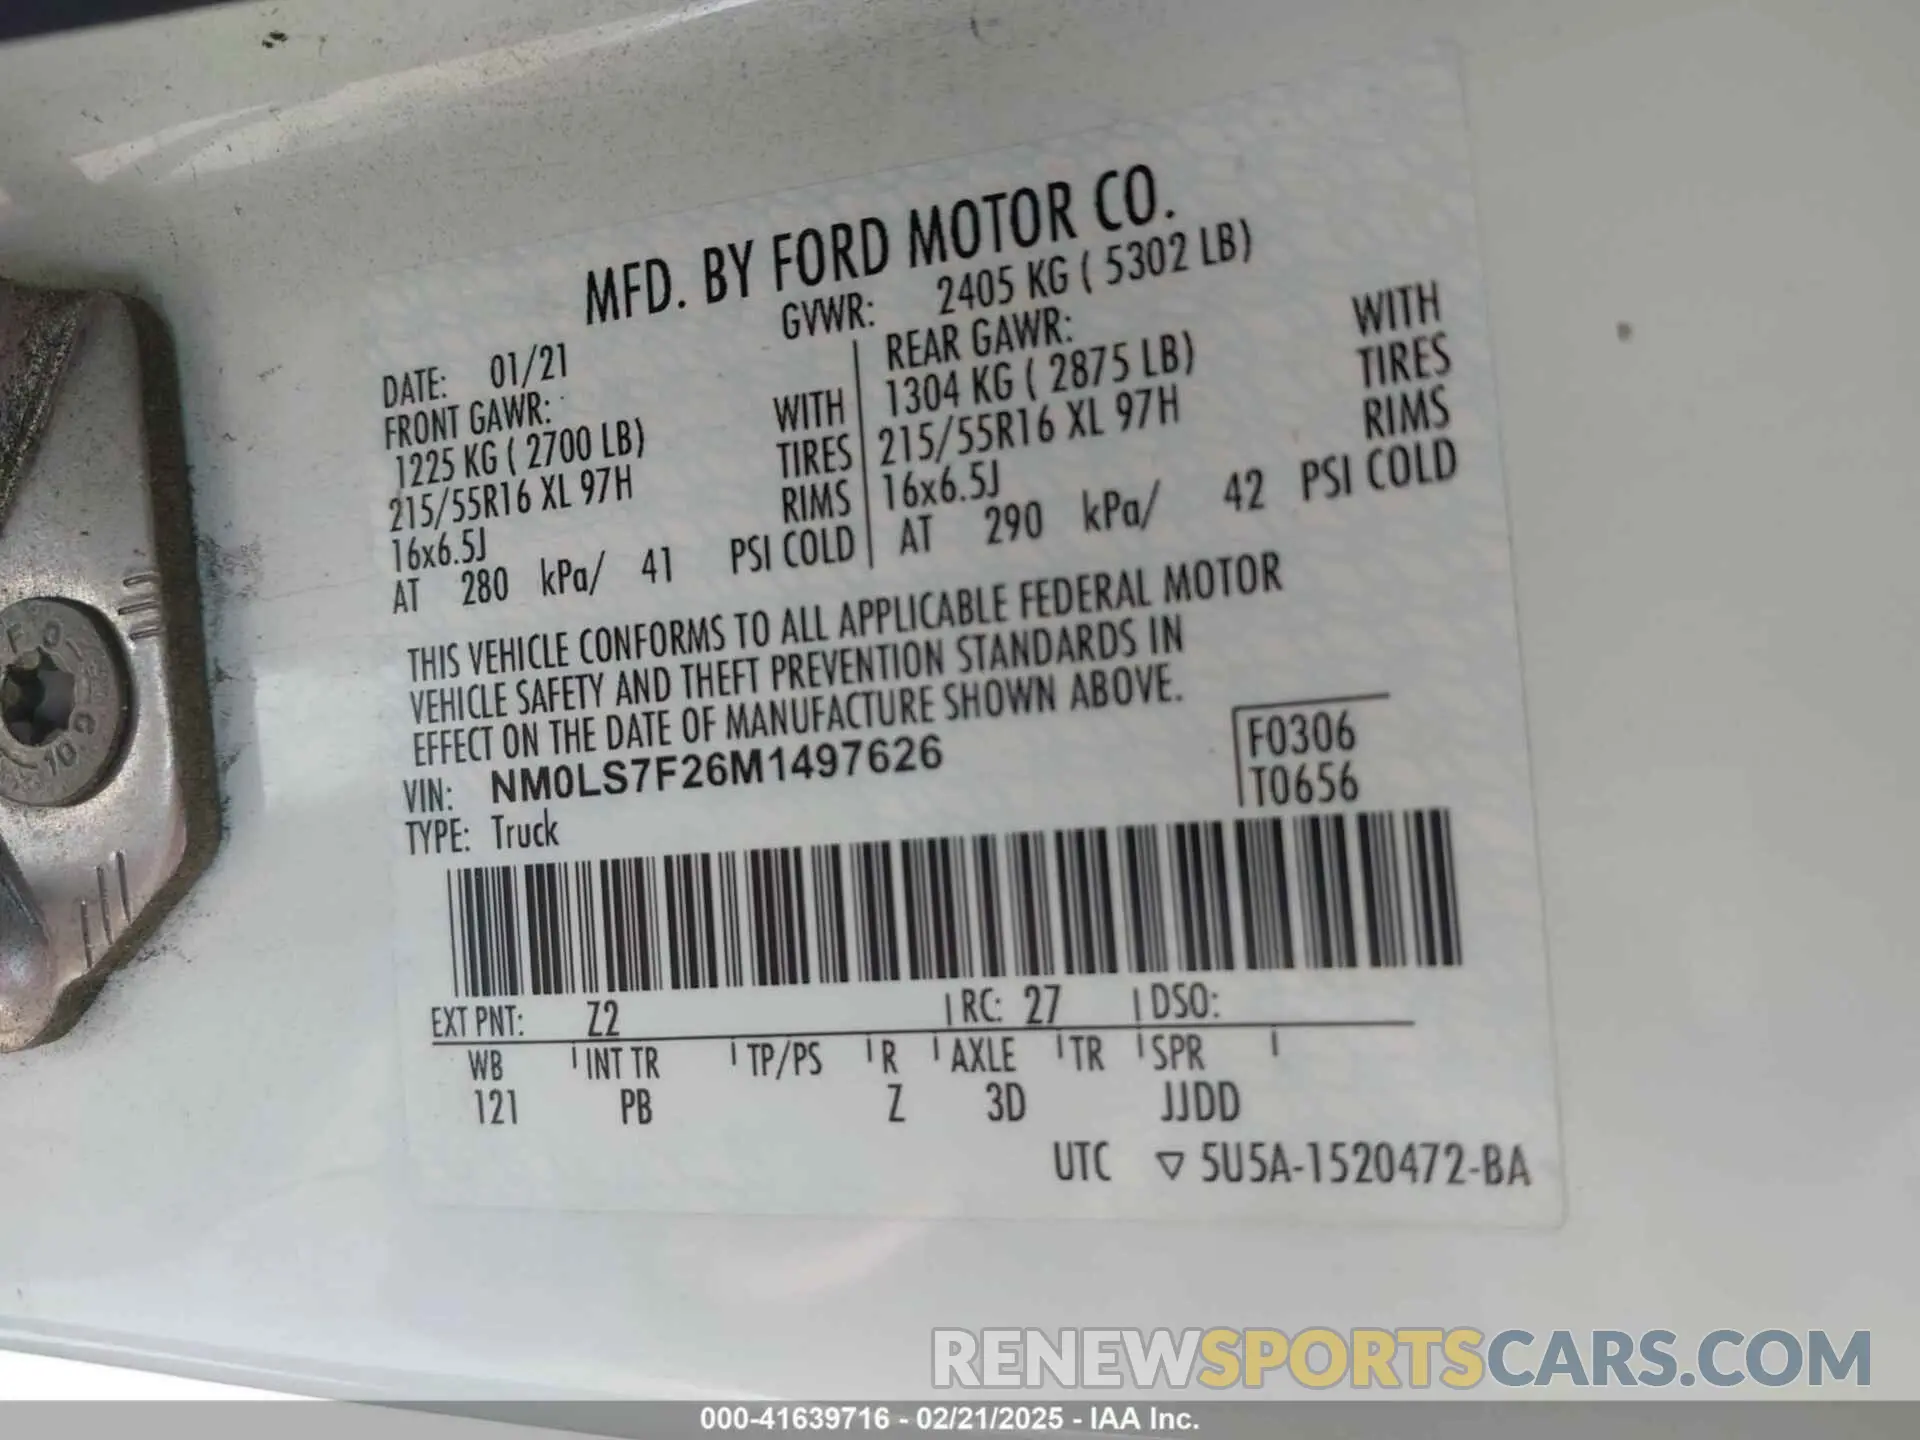 MFD. BY FORD MOTOR CO.
DATE: 01/21 GVWR: 2405 KG ( 5302 LB)
FRONT GAWR: REAR GAWR:
1225 KG ( 2700 LB) WITH 1304 KG ( 2875 LB) WITH
215/55R16 XL 97H TIRES 215/55R16 XL 97H TIRES
16x6.5J RIMS 16x6.5J RIMS
AT 280 kPa/ 41 PSI COLD AT 290 kPa/ 42 PSI COLD
THIS VEHICLE CONFORMS TO ALL APPLICABLE FEDERAL MOTOR
VEHICLE SAFETY AND THEFT PREVENTION STANDARDS IN
EFFECT ON THE DATE OF MANUFACTURE SHOWN ABOVE.
VIN: NM0LS7F26M1497626 F0306
TYPE: Truck T0656
EXT PNT: Z2 RC: 27 DSO:
WB INT TR TP/PS R AXLE TR SPR
121 PB Z 3D JJDD
UTC ▽ 5U5A-1520472-BA
RENEWSPORTSCARS.COM
000-41639716 - 02/21/2025 - IAA Inc.